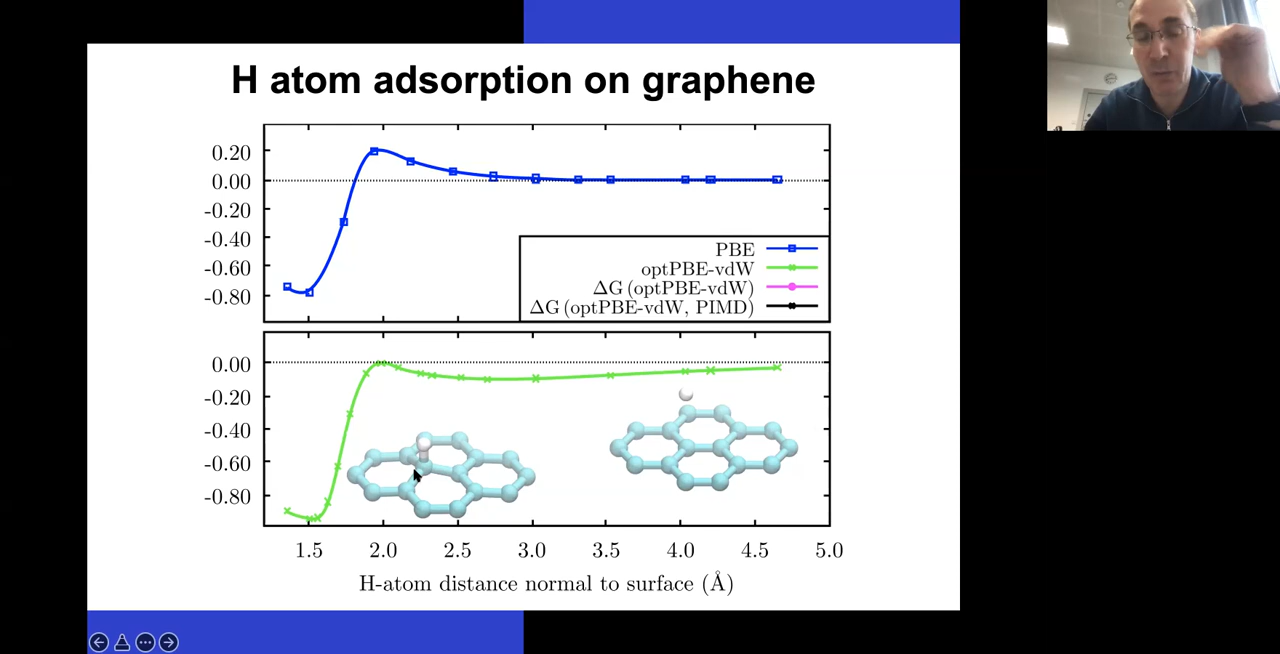 H atom adsorption on graphene
0.20
0.00
-0.20
-0.40
-0.60
-0.80
PBE
optPBE-vdW
ΔG (optPBE-vdW)
ΔG (optPBE-vdW, PIMD)
0.00
-0.20
-0.40
-0.60
-0.80
1.5 2.0 2.5 3.0 3.5 4.0 4.5 5.0
H-atom distance normal to surface (Å)